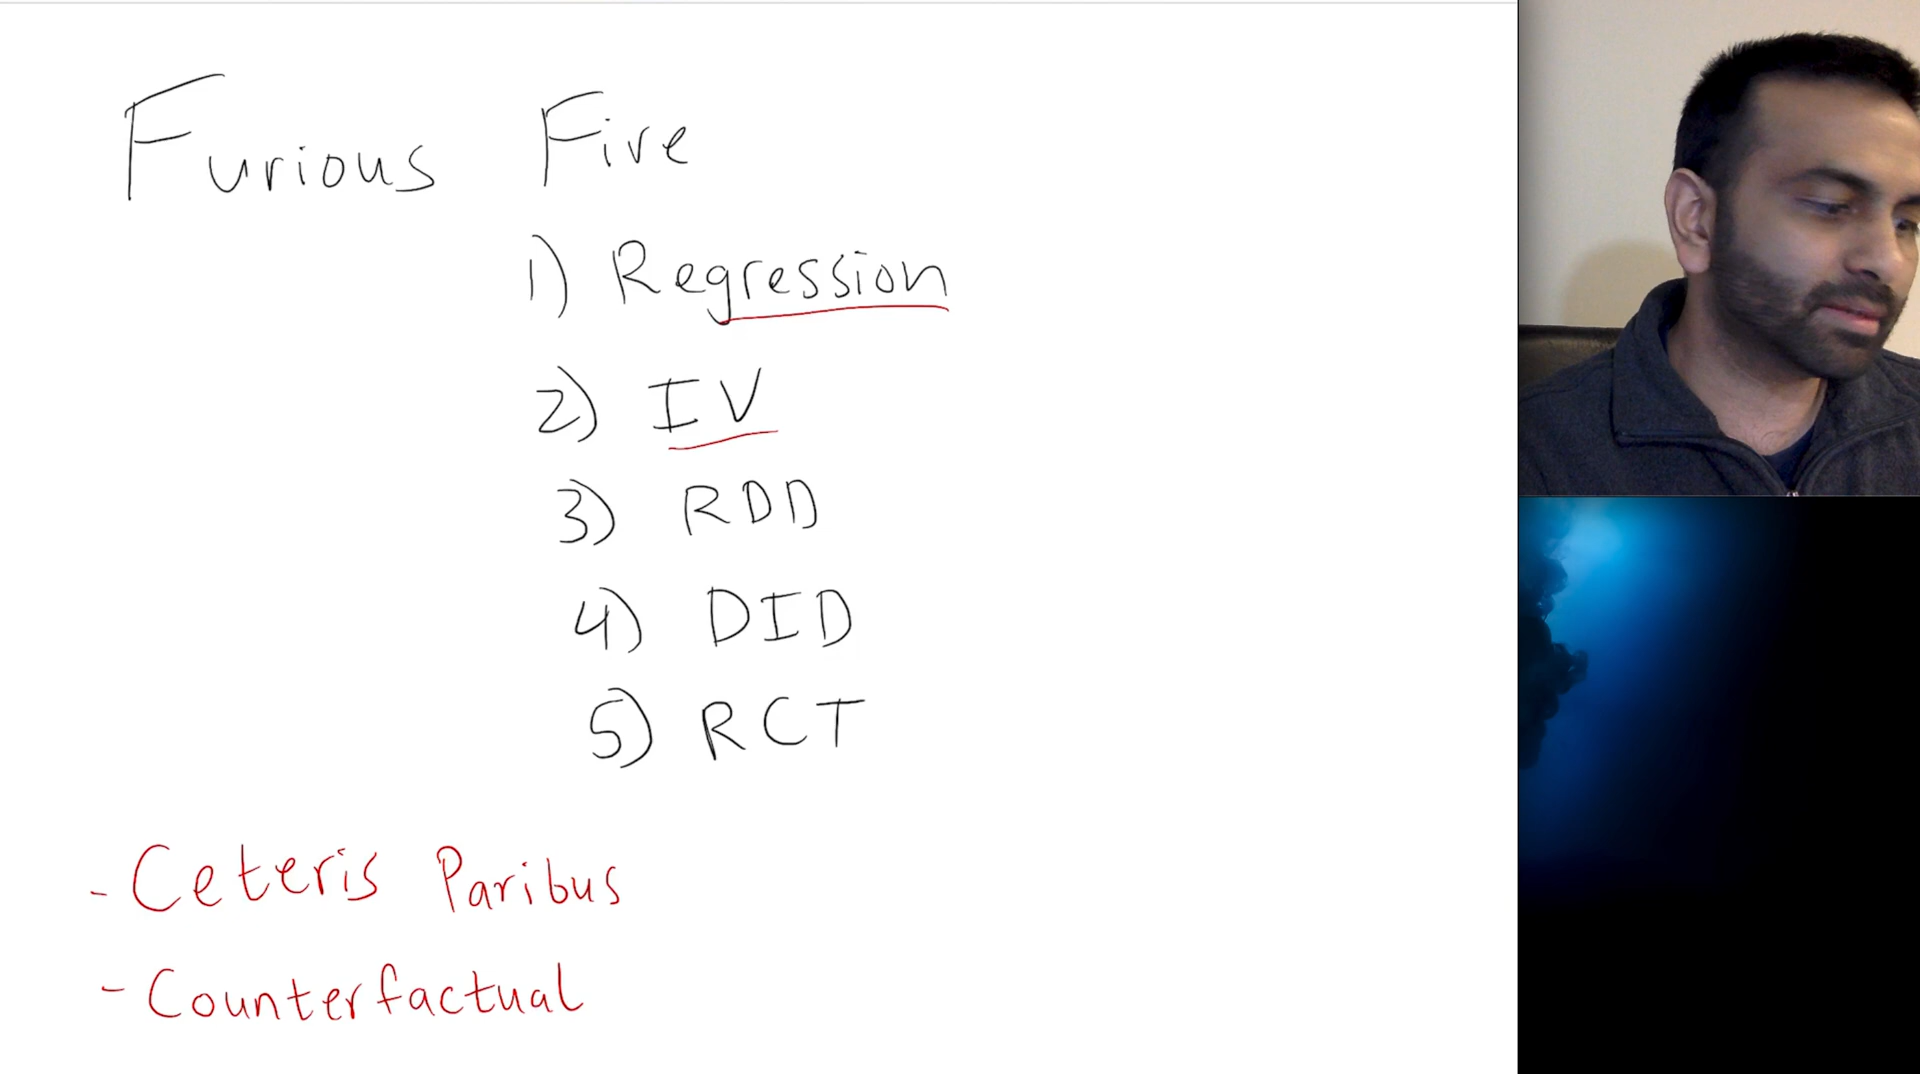 Furious Five
1) Regression
2) IV
3) RDD
4) DID
5) RCT
- Ceteris Paribus
- Counterfactual